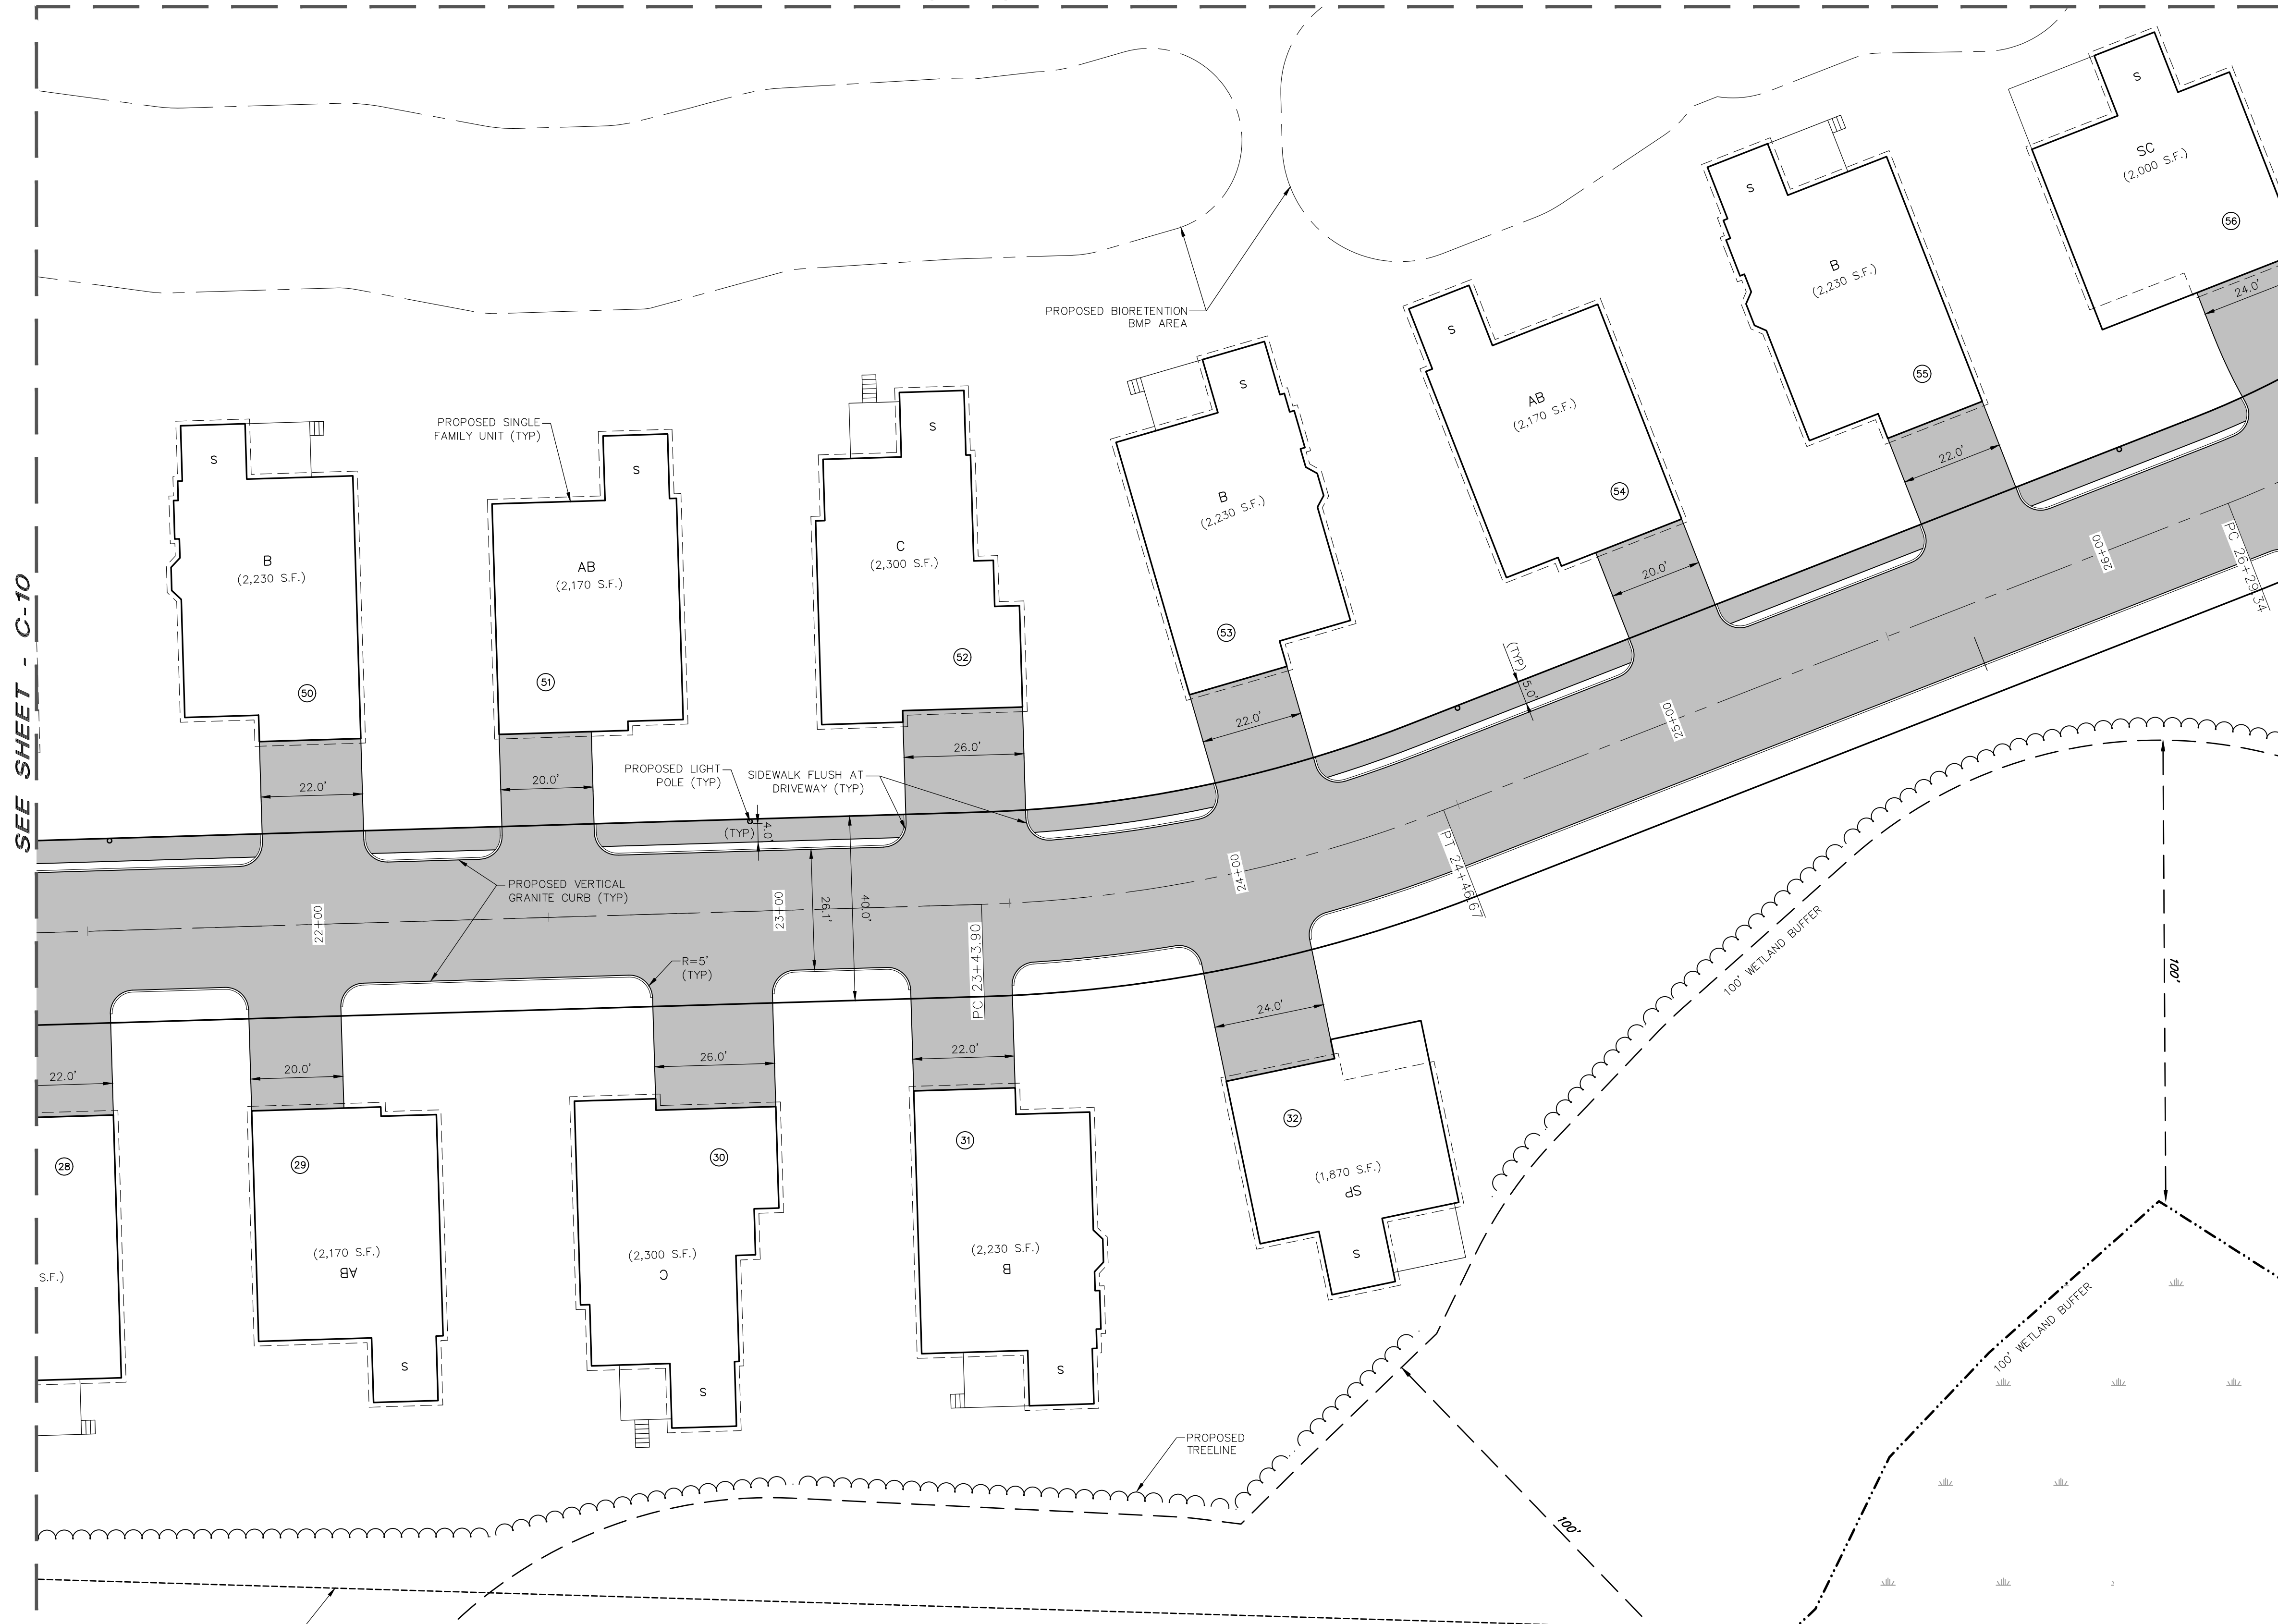 SEE SHEET - C-10
PROPOSED BIORETENTION
BMP AREA
PROPOSED SINGLE
FAMILY UNIT (TYP)
S
B
(2,230 S.F.)
50
22.0'
S
AB
(2,170 S.F.)
51
20.0'
S
C
(2,300 S.F.)
52
26.0'
S
B
(2,230 S.F.)
53
22.0'
S
AB
(2,170 S.F.)
54
20.0'
S
B
(2,230 S.F.)
55
22.0'
S
SC
(2,000 S.F.)
56
24.0'
PROPOSED LIGHT
POLE (TYP)
SIDEWALK FLUSH AT
DRIVEWAY (TYP)
(TYP)
4.0'
(TYP)
5.0'
PROPOSED VERTICAL
GRANITE CURB (TYP)
22+00
23+00
26.1'
40.0'
PC 23+43.90
24+00
PT 24+46.67
25+00
26+00
PC 26+29.34
R=5'
(TYP)
22.0'
28
S.F.)
20.0'
29
(2,170 S.F.)
AB
S
26.0'
30
(2,300 S.F.)
C
S
22.0'
31
(2,230 S.F.)
B
S
24.0'
32
(1,870 S.F.)
SP
S
100' WETLAND BUFFER
100'
100' WETLAND BUFFER
PROPOSED
TREELINE
100'